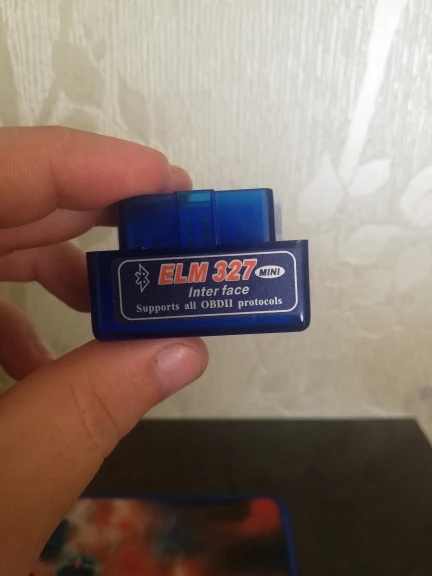 ELM 327 MINI
Inter face
Supports all OBDII protocols